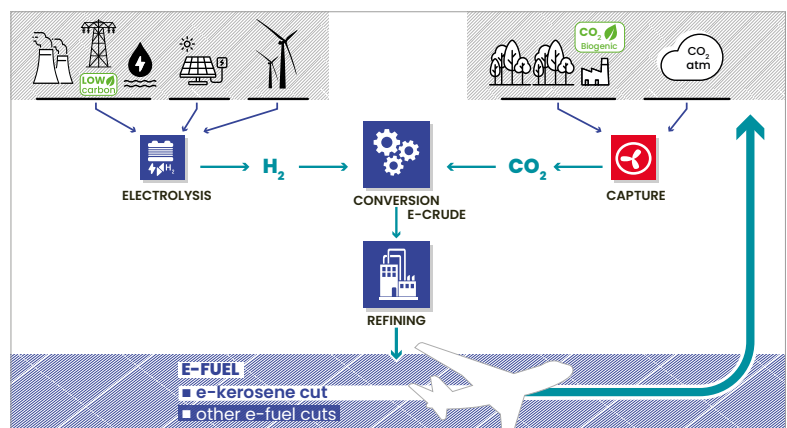 LOW
carbon
CO2
Biogenic
CO2
atm
H2
ELECTROLYSIS
H2
CONVERSION
E-CRUDE
CO2
CAPTURE
REFINING
E-FUEL
■ e-kerosene cut
■ other e-fuel cuts